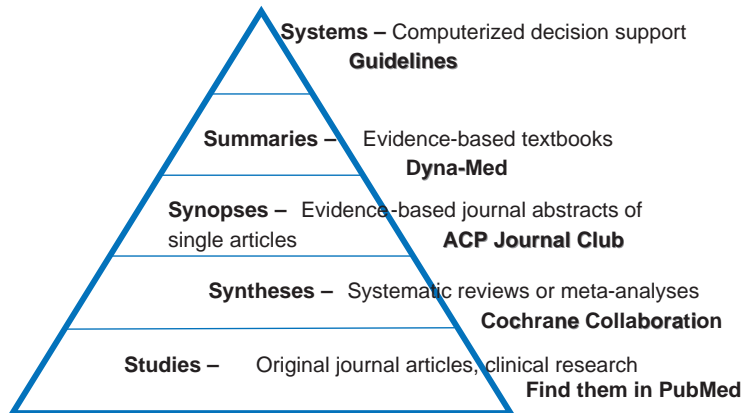 Systems – Computerized decision support
Guidelines
Summaries – Evidence-based textbooks
Dyna-Med
Synopses – Evidence-based journal abstracts of
single articles ACP Journal Club
Syntheses – Systematic reviews or meta-analyses
Cochrane Collaboration
Studies – Original journal articles, clinical research
Find them in PubMed